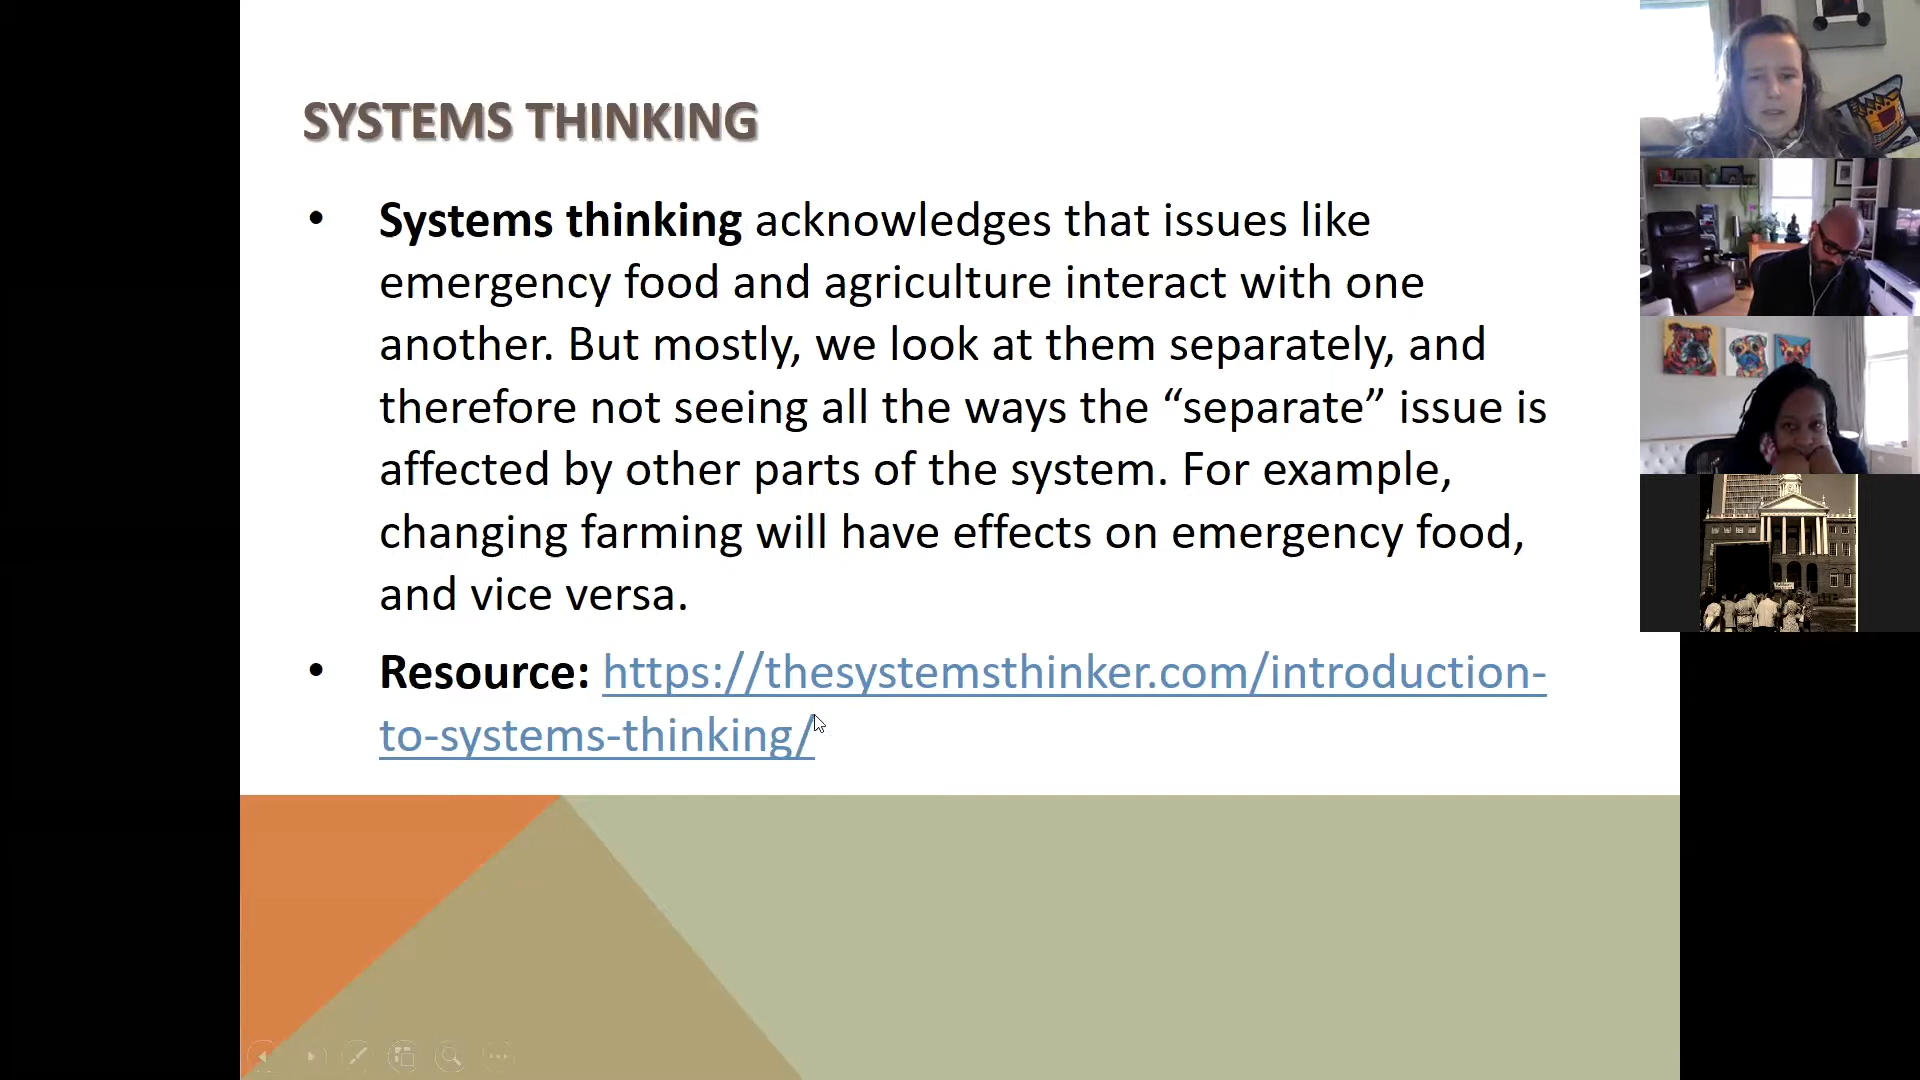 SYSTEMS THINKING
• Systems thinking acknowledges that issues like
emergency food and agriculture interact with one
another. But mostly, we look at them separately, and
therefore not seeing all the ways the “separate” issue is
affected by other parts of the system. For example,
changing farming will have effects on emergency food,
and vice versa.
• Resource: https://thesystemsthinker.com/introduction-
to-systems-thinking/